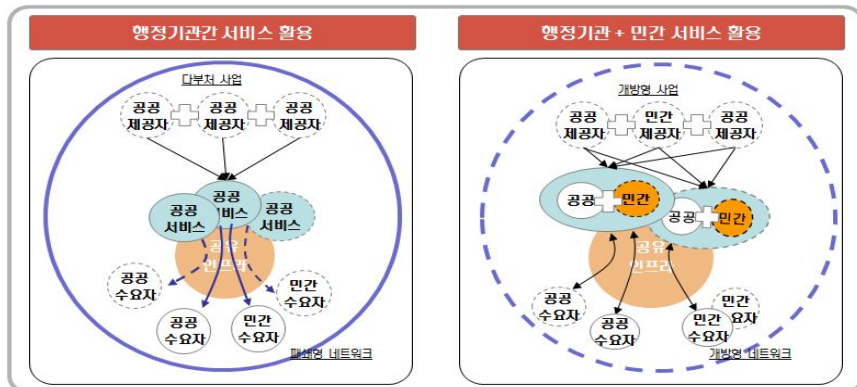 행정기관간 서비스 활용
다부처 사업
공공
제공자
공공
제공자
공공
제공자
공공
서비스
공공
서비스
공공
서비스
공유
인프라
공공
수요자
공공
수요자
민간
수요자
민간
수요자
폐쇄형 네트워크
행정기관 + 민간 서비스 활용
개방형 사업
공공
제공자
민간
제공자
공공
제공자
공공
민간
공공
민간
공유
인프라
공공
수요자
공공
수요자
민간
수요자
민간
개방형 네트워크